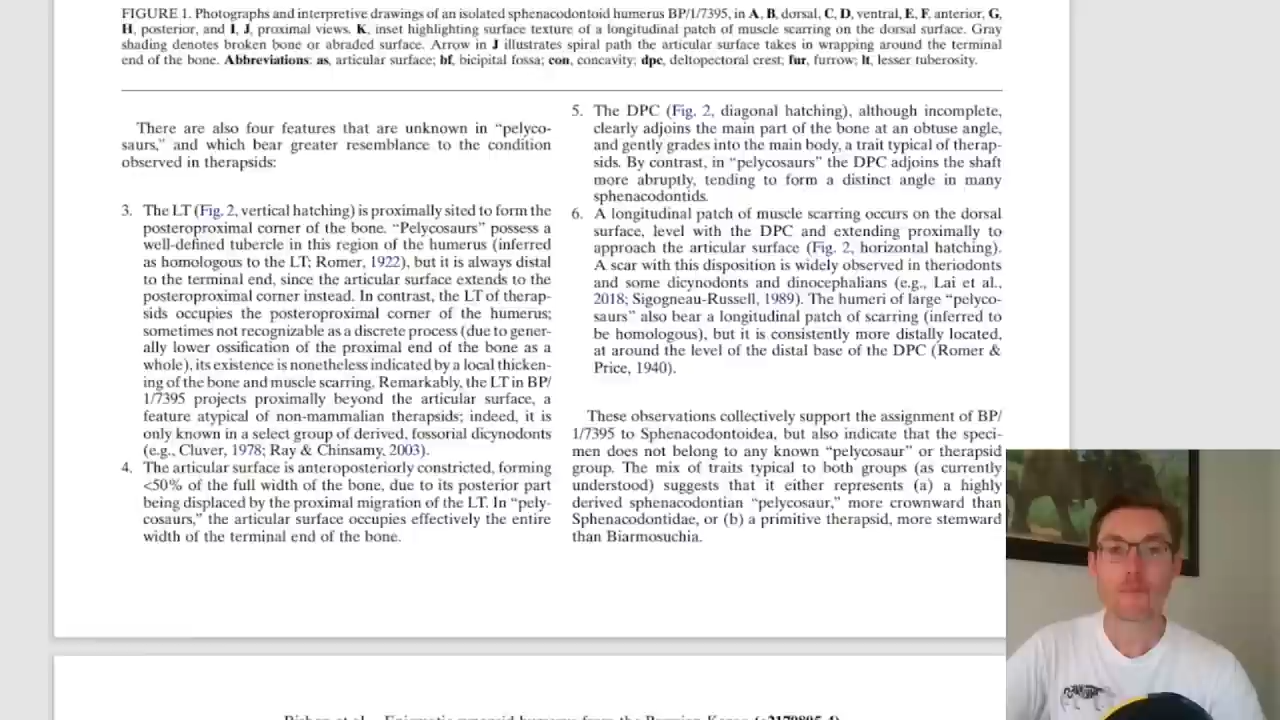 FIGURE 1. Photographs and interpretive drawings of an isolated sphenacodontoid humerus BP/1/7395, in A, B, dorsal, C, D, ventral, E, F, anterior, G,
H, posterior, and I, J, proximal views. K, inset highlighting surface texture of a longitudinal patch of muscle scarring on the dorsal surface. Gray
shading denotes broken bone or abraded surface. Arrow in J illustrates spiral path the articular surface takes in wrapping around the terminal
end of the bone. Abbreviations: as, articular surface; bf, bicipital fossa; con, concavity; dpc, deltopectoral crest; fur, furrow; lt, lesser tuberosity.
There are also four features that are unknown in “pelyco-
saurs,” and which bear greater resemblance to the condition
observed in therapsids:
3. The LT (Fig. 2, vertical hatching) is proximally sited to form the
posteroproximal corner of the bone. “Pelycosaurs” possess a
well-defined tubercle in this region of the humerus (inferred
as homologous to the LT; Romer, 1922), but it is always distal
to the terminal end, since the articular surface extends to the
posteroproximal corner instead. In contrast, the LT of therap-
sids occupies the posteroproximal corner of the humerus;
sometimes not recognizable as a discrete process (due to gener-
ally lower ossification of the proximal end of the bone as a
whole), its existence is nonetheless indicated by a local thicken-
ing of the bone and muscle scarring. Remarkably, the LT in BP/
1/7395 projects proximally beyond the articular surface, a
feature atypical of non-mammalian therapsids; indeed, it is
only known in a select group of derived, fossorial dicynodonts
(e.g., Cluver, 1978; Ray & Chinsamy, 2003).
4. The articular surface is anteroposteriorly constricted, forming
<50% of the full width of the bone, due to its posterior part
being displaced by the proximal migration of the LT. In “pely-
cosaurs,” the articular surface occupies effectively the entire
width of the terminal end of the bone.
5. The DPC (Fig. 2, diagonal hatching), although incomplete,
clearly adjoins the main part of the bone at an obtuse angle,
and gently grades into the main body, a trait typical of therap-
sids. By contrast, in “pelycosaurs” the DPC adjoins the shaft
more abruptly, tending to form a distinct angle in many
sphenacodontids.
6. A longitudinal patch of muscle scarring occurs on the dorsal
surface, level with the DPC and extending proximally to
approach the articular surface (Fig. 2, horizontal hatching).
A scar with this disposition is widely observed in theriodonts
and some dicynodonts and dinocephalians (e.g., Lai et al.,
2018; Sigogneau-Russell, 1989). The humeri of large “pelyco-
saurs” also bear a longitudinal patch of scarring (inferred to
be homologous), but it is consistently more distally located,
at around the level of the distal base of the DPC (Romer &
Price, 1940).
These observations collectively support the assignment of BP/
1/7395 to Sphenacodontoidea, but also indicate that the speci-
men does not belong to any known “pelycosaur” or therapsid
group. The mix of traits typical to both groups (as currently
understood) suggests that it either represents (a) a highly
derived sphenacodontian “pelycosaur,” more crownward than
Sphenacodontidae, or (b) a primitive therapsid, more stemward
than Biarmosuchia.